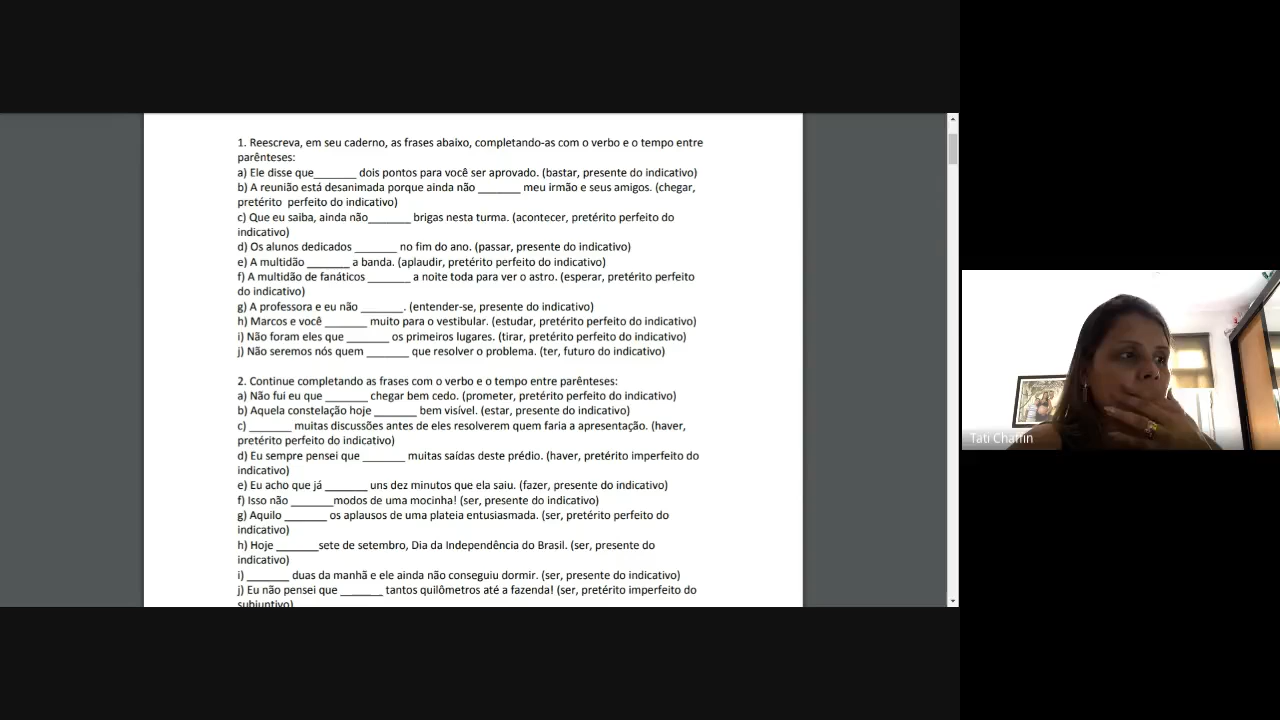 1. Reescreva, em seu caderno, as frases abaixo, completando-as com o verbo e o tempo entre
parênteses:
a) Ele disse que_______ dois pontos para você ser aprovado. (bastar, presente do indicativo)
b) A reunião está desanimada porque ainda não _______ meu irmão e seus amigos. (chegar,
pretérito  perfeito do indicativo)
c) Que eu saiba, ainda não_______ brigas nesta turma. (acontecer, pretérito perfeito do
indicativo)
d) Os alunos dedicados _______ no fim do ano. (passar, presente do indicativo)
e) A multidão _______ a banda. (aplaudir, pretérito perfeito do indicativo)
f) A multidão de fanáticos _______ a noite toda para ver o astro. (esperar, pretérito perfeito
do indicativo)
g) A professora e eu não _______. (entender-se, presente do indicativo)
h) Marcos e você _______ muito para o vestibular. (estudar, pretérito perfeito do indicativo)
i) Não foram eles que _______ os primeiros lugares. (tirar, pretérito perfeito do indicativo)
j) Não seremos nós quem _______ que resolver o problema. (ter, futuro do indicativo)
2. Continue completando as frases com o verbo e o tempo entre parênteses:
a) Não fui eu que _______ chegar bem cedo. (prometer, pretérito perfeito do indicativo)
b) Aquela constelação hoje _______ bem visível. (estar, presente do indicativo)
c) _______ muitas discussões antes de eles resolverem quem faria a apresentação. (haver,
pretérito perfeito do indicativo)
d) Eu sempre pensei que _______ muitas saídas deste prédio. (haver, pretérito imperfeito do
indicativo)
e) Eu acho que já _______ uns dez minutos que ela saiu. (fazer, presente do indicativo)
f) Isso não _______modos de uma mocinha! (ser, presente do indicativo)
g) Aquilo _______ os aplausos de uma plateia entusiasmada. (ser, pretérito perfeito do
indicativo)
h) Hoje _______sete de setembro, Dia da Independência do Brasil. (ser, presente do
indicativo)
i) _______ duas da manhã e ele ainda não conseguiu dormir. (ser, presente do indicativo)
j) Eu não pensei que _______ tantos quilômetros até a fazenda! (ser, pretérito imperfeito do
subjuntivo)
Tati Chaffin